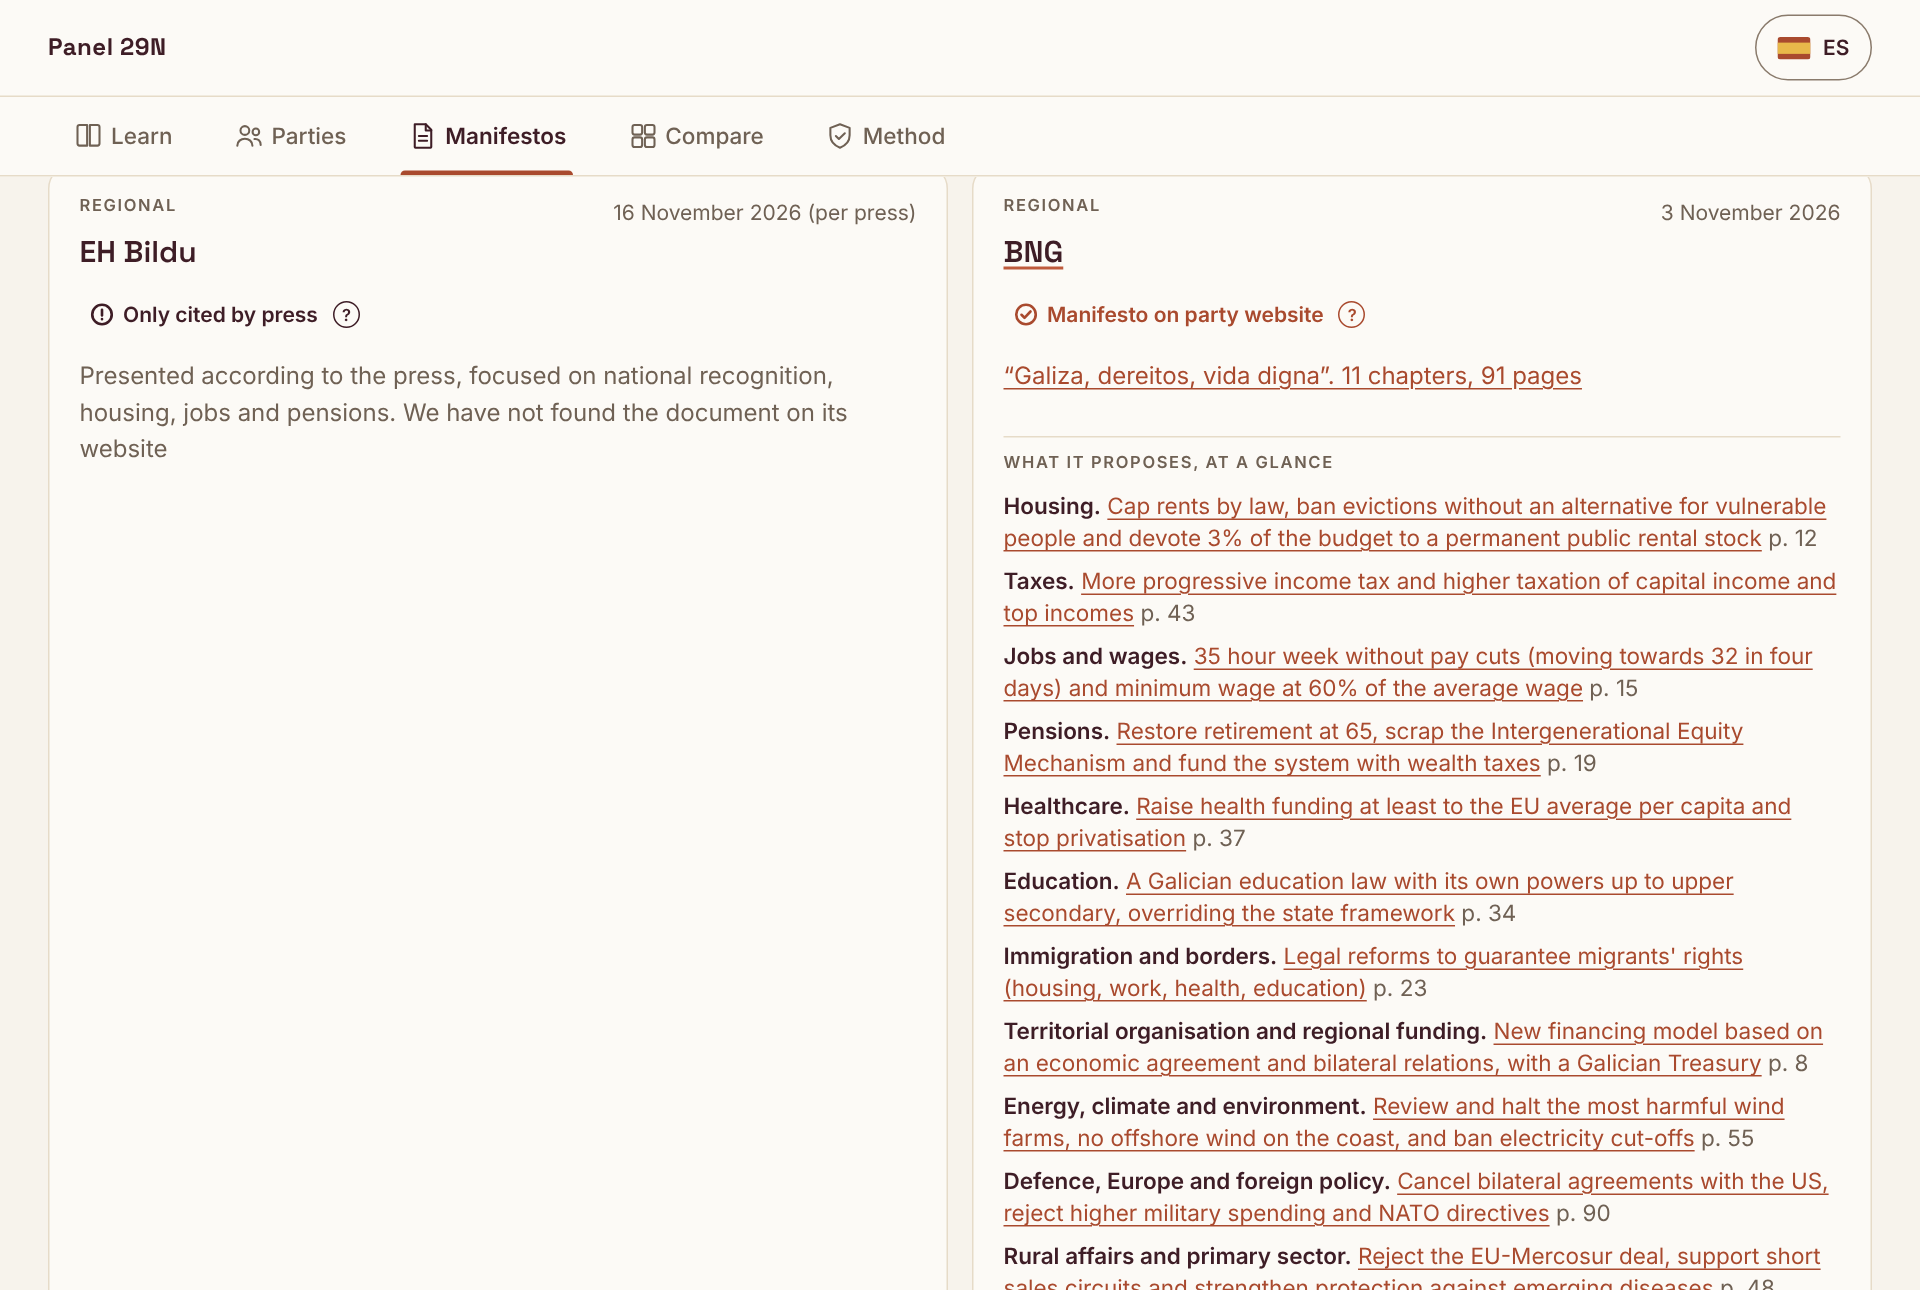 Panel 29N
ES
Learn
Parties
Manifestos
Compare
Method
REGIONAL
16 November 2026 (per press)
EH Bildu
Only cited by press ?
Presented according to the press, focused on national recognition,
housing, jobs and pensions. We have not found the document on its
website
REGIONAL
3 November 2026
BNG
Manifesto on party website ?
“Galiza, dereitos, vida digna”. 11 chapters, 91 pages
WHAT IT PROPOSES, AT A GLANCE
Housing. Cap rents by law, ban evictions without an alternative for vulnerable
people and devote 3% of the budget to a permanent public rental stock p. 12
Taxes. More progressive income tax and higher taxation of capital income and
top incomes p. 43
Jobs and wages. 35 hour week without pay cuts (moving towards 32 in four
days) and minimum wage at 60% of the average wage p. 15
Pensions. Restore retirement at 65, scrap the Intergenerational Equity
Mechanism and fund the system with wealth taxes p. 19
Healthcare. Raise health funding at least to the EU average per capita and
stop privatisation p. 37
Education. A Galician education law with its own powers up to upper
secondary, overriding the state framework p. 34
Immigration and borders. Legal reforms to guarantee migrants' rights
(housing, work, health, education) p. 23
Territorial organisation and regional funding. New financing model based on
an economic agreement and bilateral relations, with a Galician Treasury p. 8
Energy, climate and environment. Review and halt the most harmful wind
farms, no offshore wind on the coast, and ban electricity cut-offs p. 55
Defence, Europe and foreign policy. Cancel bilateral agreements with the US,
reject higher military spending and NATO directives p. 90
Rural affairs and primary sector. Reject the EU-Mercosur deal, support short
sales circuits and strengthen protection against emerging diseases p. 48